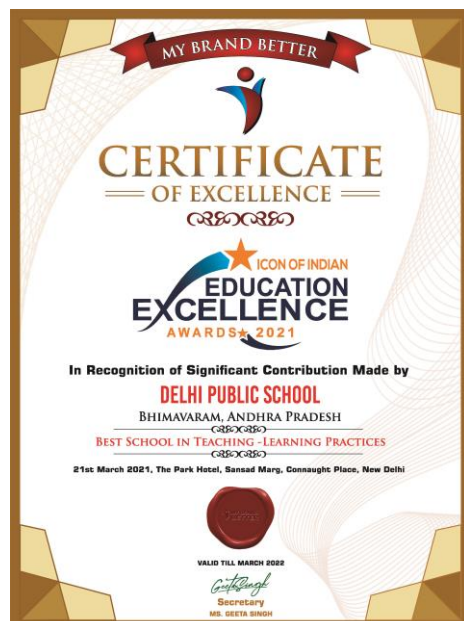 MY BRAND BETTER
CERTIFICATE
OF EXCELLENCE
ICON OF INDIAN
EDUCATION
EXCELLENCE
AWARDS 2021
In Recognition of Significant Contribution Made by
DELHI PUBLIC SCHOOL
BHIMAVARAM, ANDHRA PRADESH
BEST SCHOOL IN TEACHING -LEARNING PRACTICES
21st March 2021, The Park Hotel, Sansad Marg, Connaught Place, New Delhi
VALID TILL MARCH 2022
Geeta Singh
Secretary
MS. GEETA SINGH